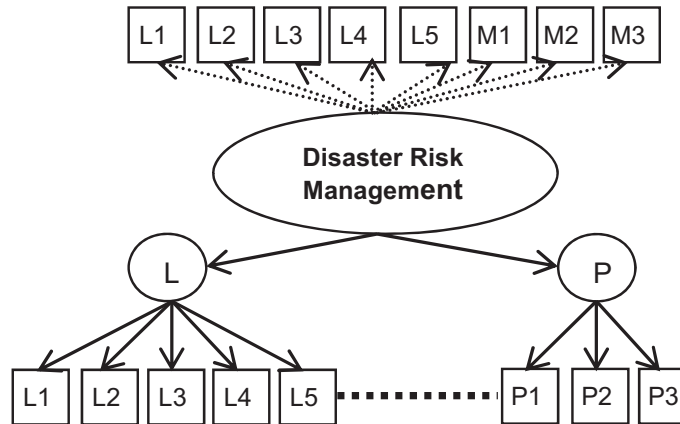 L1 L2 L3 L4 L5 M1 M2 M3
Disaster Risk
Management
L P
L1 L2 L3 L4 L5 P1 P2 P3